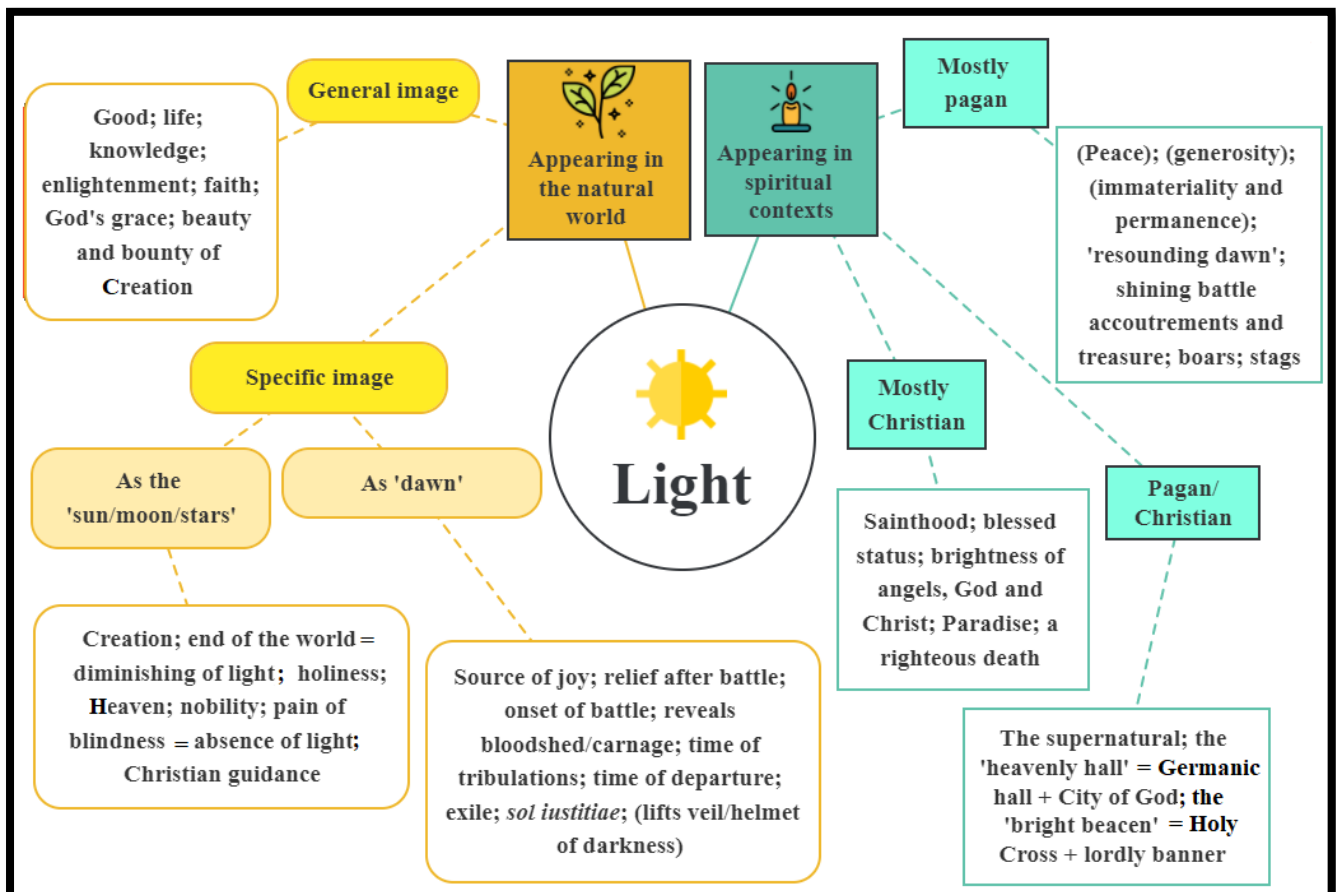 General image
Good; life;
knowledge;
enlightenment; faith;
God's grace; beauty
and bounty of
Creation
Appearing in
the natural
world
Appearing in
spiritual
contexts
Mostly
pagan
(Peace); (generosity);
(immateriality and
permanence);
'resounding dawn';
shining battle
accoutrements and
treasure; boars; stags
Specific image
As the
'sun/moon/stars'
As 'dawn'
Light
Mostly
Christian
Pagan/
Christian
Sainthood; blessed
status; brightness of
angels, God and
Christ; Paradise; a
righteous death
Creation; end of the world =
diminishing of light; holiness;
Heaven; nobility; pain of
blindness = absence of light;
Christian guidance
Source of joy; relief after battle;
onset of battle; reveals
bloodshed/carnage; time of
tribulations; time of departure;
exile; sol iustitiae; (lifts veil/helmet
of darkness)
The supernatural; the
'heavenly hall' = Germanic
hall + City of God; the
'bright beacen' = Holy
Cross + lordly banner